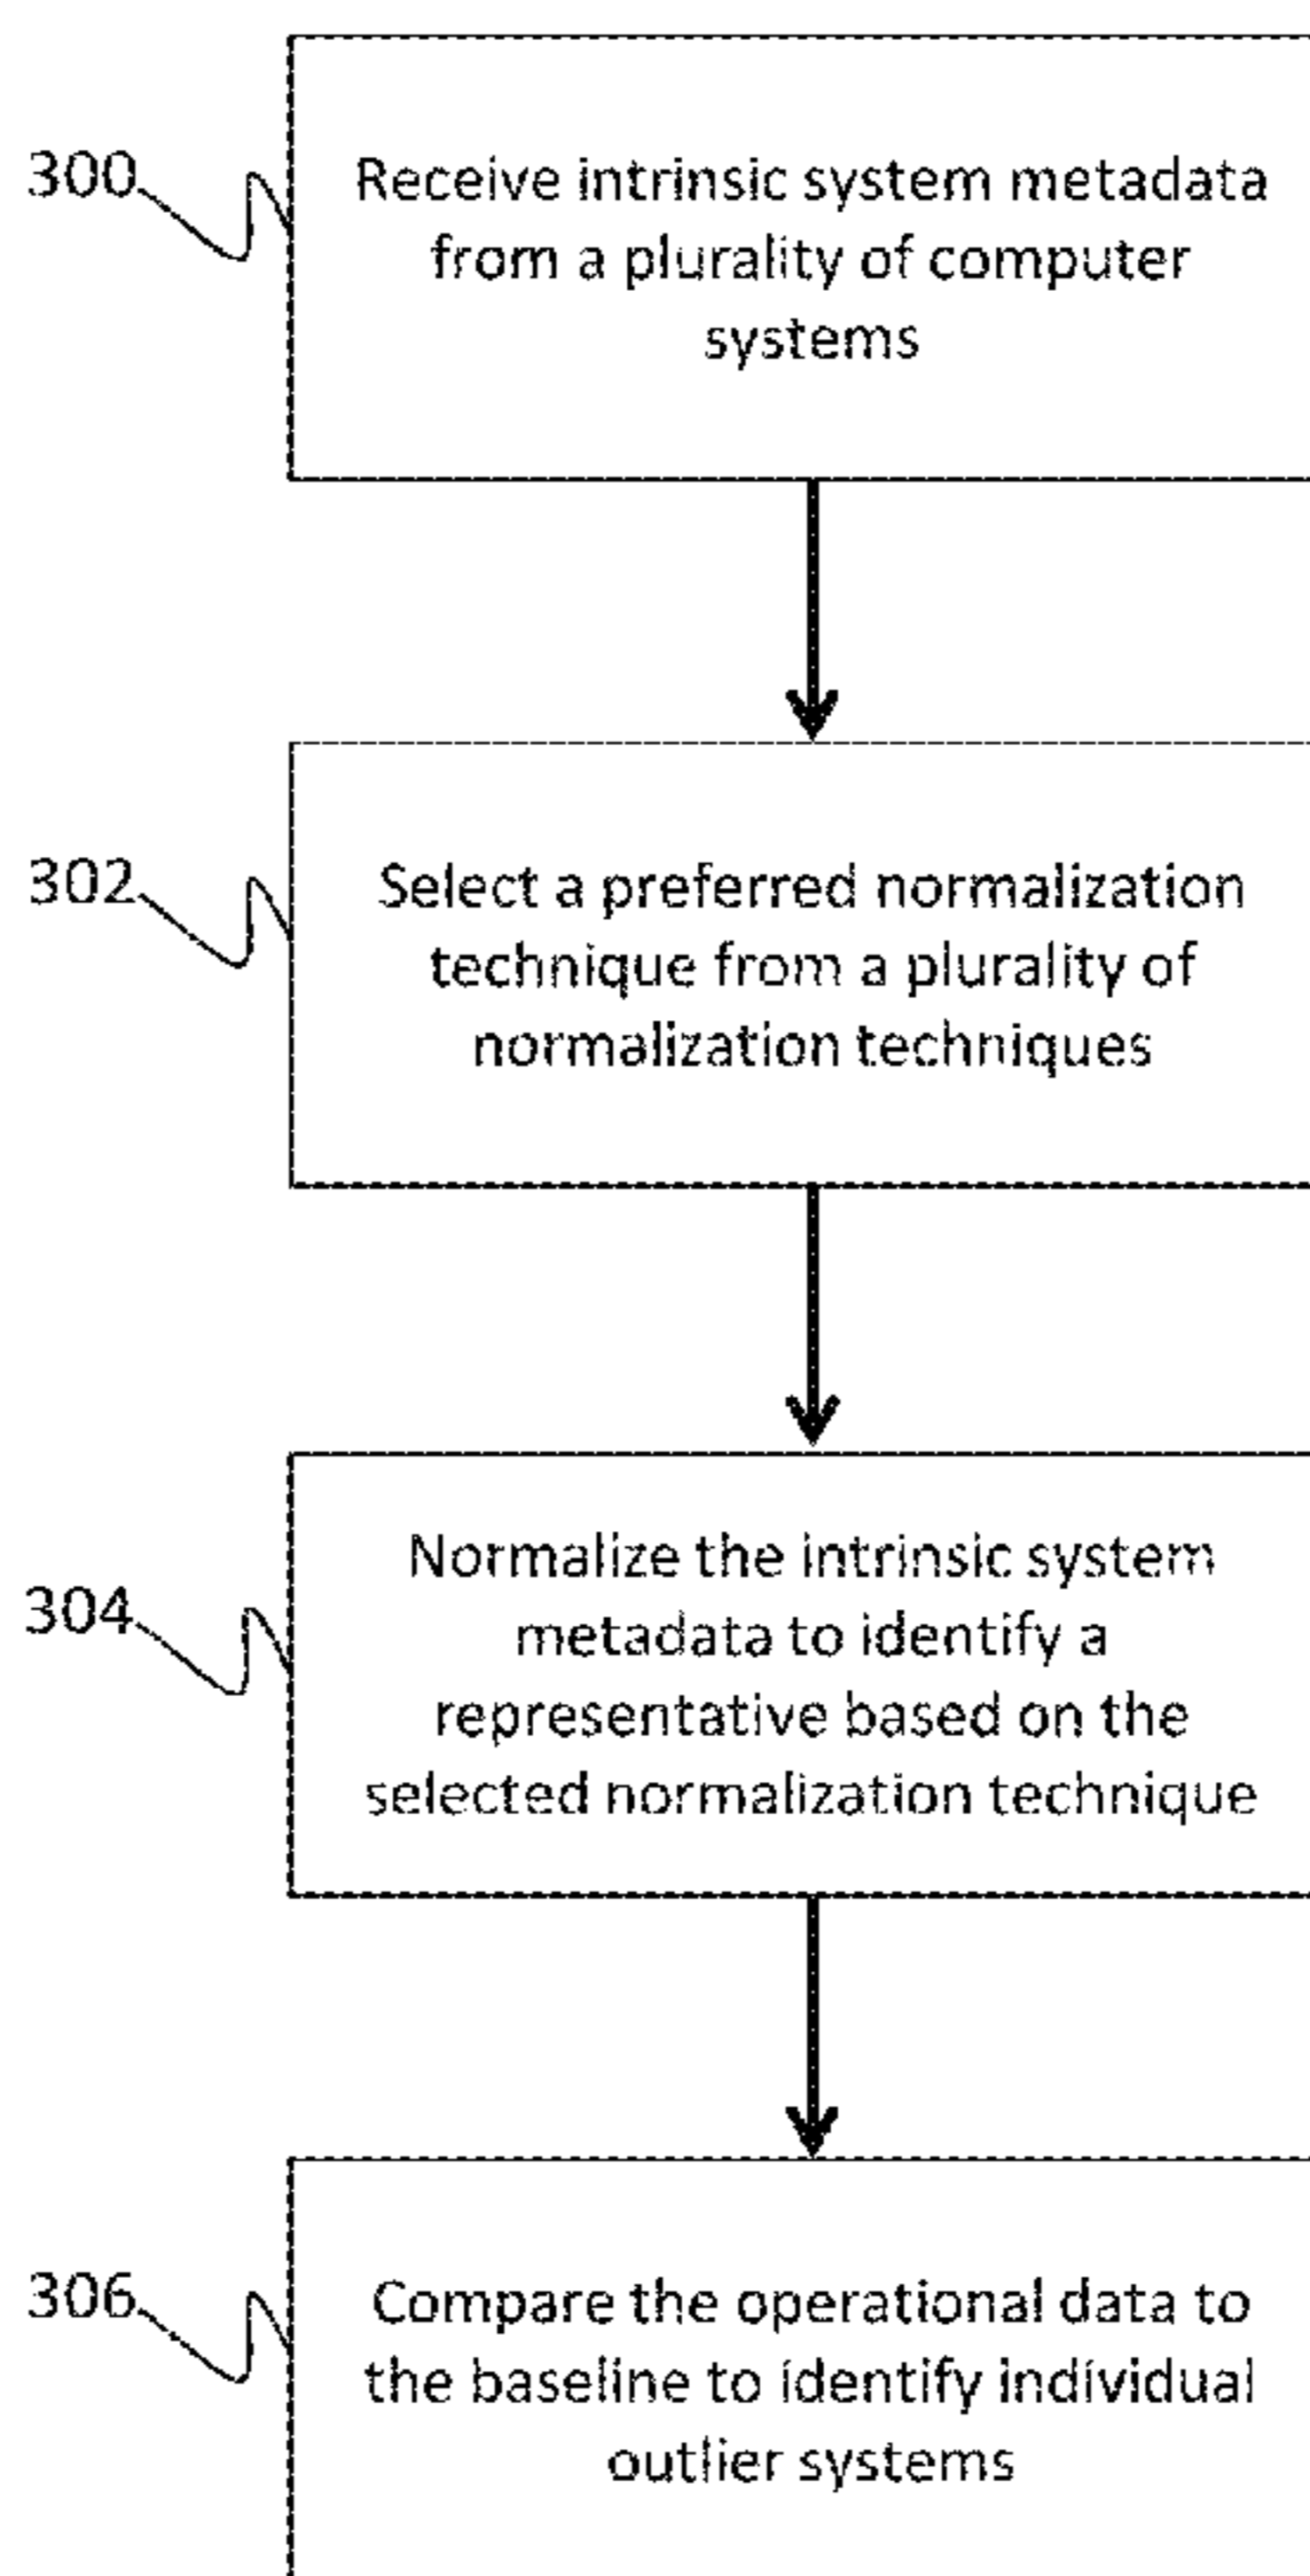 300
Receive intrinsic system metadata
from a plurality of computer
systems
302
Select a preferred normalization
technique from a plurality of
normalization techniques
304
Normalize the intrinsic system
metadata to identify a
representative based on the
selected normalization technique
306
Compare the operational data to
the baseline to identify individual
outlier systems